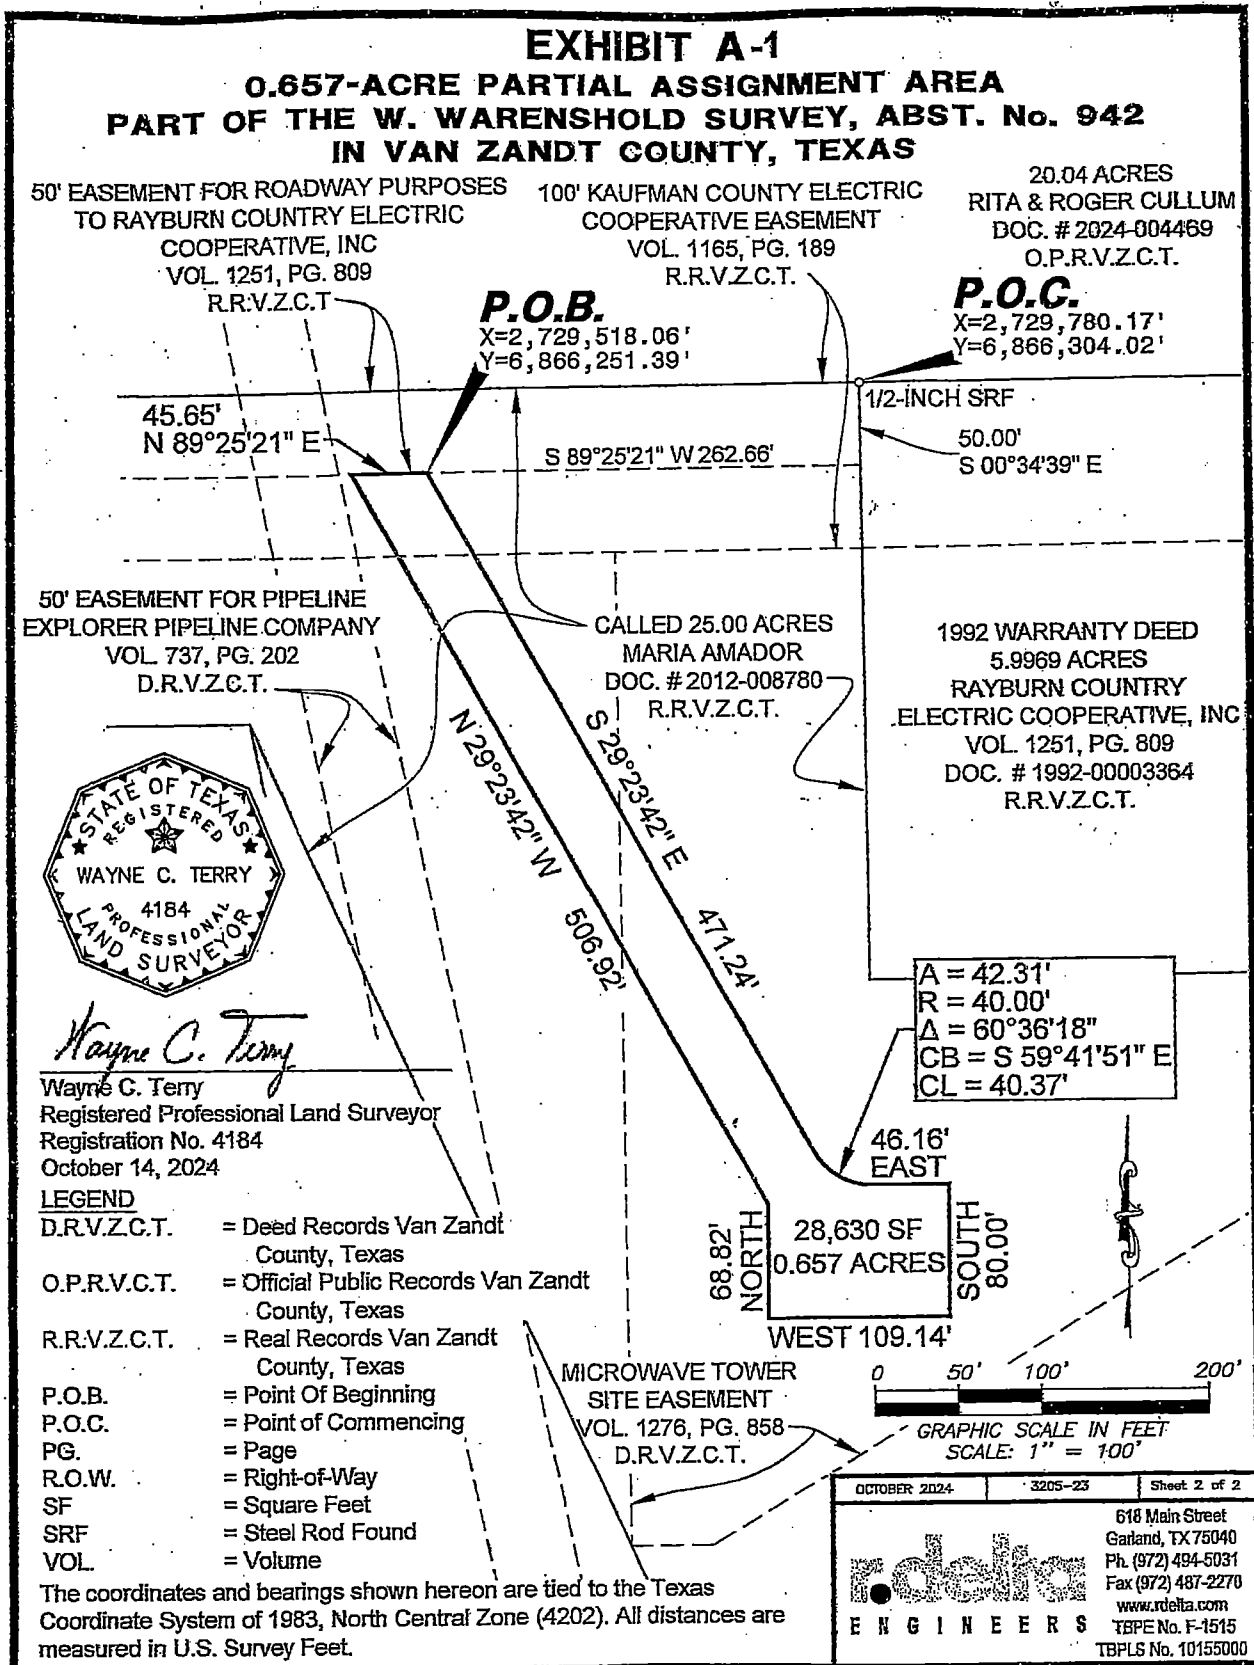 EXHIBIT A-1
0.657-ACRE PARTIAL ASSIGNMENT AREA
PART OF THE W. WARENSHOLD SURVEY, ABST. No. 942
IN VAN ZANDT COUNTY, TEXAS
50' EASEMENT FOR ROADWAY PURPOSES
TO RAYBURN COUNTRY ELECTRIC
COOPERATIVE, INC
VOL. 1251, PG. 809
R.R.V.Z.C.T
100' KAUFMAN COUNTY ELECTRIC
COOPERATIVE EASEMENT
VOL. 1165, PG. 189
R.R.V.Z.C.T.
20.04 ACRES
RITA & ROGER CULLUM
DOC. # 2024-004469
O.P.R.V.Z.C.T.
P.O.B.
X=2,729,518.06'
Y=6,866,251.39'
P.O.C.
X=2,729,780.17'
Y=6,866,304.02'
1/2-INCH SRF
45.65'
N 89°25'21" E
S 89°25'21" W 262.66'
50.00'
S 00°34'39" E
50' EASEMENT FOR PIPELINE
EXPLORER PIPELINE COMPANY
VOL. 737, PG. 202
D.R.V.Z.C.T.
CALLED 25.00 ACRES
MARIA AMADOR
DOC. # 2012-008780
R.R.V.Z.C.T.
1992 WARRANTY DEED
5.9969 ACRES
RAYBURN COUNTRY
ELECTRIC COOPERATIVE, INC
VOL. 1251, PG. 809
DOC. # 1992-00003364
R.R.V.Z.C.T.
N 29°23'42" W 506.92'
S 29°23'42" E 471.24'
STATE OF TEXAS
REGISTERED
WAYNE C. TERRY
4184
PROFESSIONAL
LAND SURVEYOR
A = 42.31'
R = 40.00'
Δ = 60°36'18"
CB = S 59°41'51" E
CL = 40.37'
Wayne C. Terry
Wayne C. Terry
Registered Professional Land Surveyor
Registration No. 4184
October 14, 2024
46.16'
EAST
68.82'
NORTH
28,630 SF
0.657 ACRES
SOUTH
80.00'
WEST 109.14'
LEGEND
D.R.V.Z.C.T. = Deed Records Van Zandt
County, Texas
O.P.R.V.C.T. = Official Public Records Van Zandt
County, Texas
R.R.V.Z.C.T. = Real Records Van Zandt
County, Texas
P.O.B. = Point Of Beginning
P.O.C. = Point of Commencing
PG. = Page
R.O.W. = Right-of-Way
SF = Square Feet
SRF = Steel Rod Found
VOL. = Volume
MICROWAVE TOWER
SITE EASEMENT
VOL. 1276, PG. 858
D.R.V.Z.C.T.
0 50' 100' 200'
GRAPHIC SCALE IN FEET
SCALE: 1" = 100'
The coordinates and bearings shown hereon are tied to the Texas
Coordinate System of 1983, North Central Zone (4202). All distances are
measured in U.S. Survey Feet.
OCTOBER 2024 3205-23 Sheet 2 of 2
r.delta
ENGINEERS
618 Main Street
Garland, TX 75040
Ph. (972) 494-5031
Fax (972) 487-2270
www.rdelta.com
TBPE No. F-1515
TBPLS No. 10155000